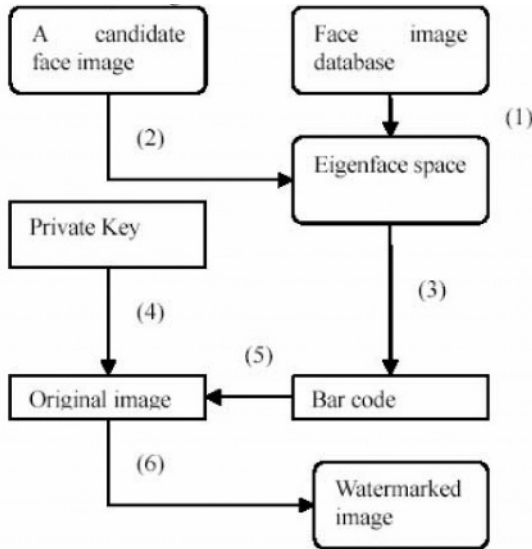 A candidate
face image
Face image
database
(1)
(2)
Eigenface space
Private Key
(3)
(4)
(5)
Original image
Bar code
(6)
Watermarked
image